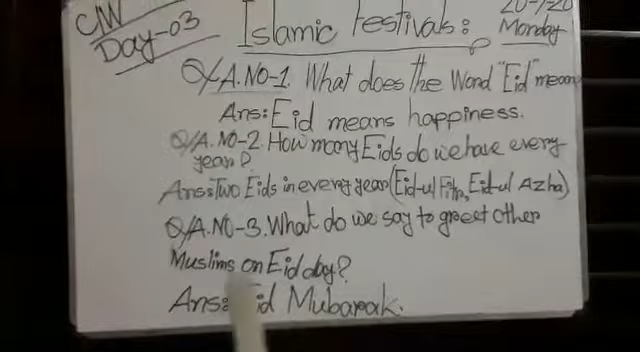 CW
Day-03
Islamic Festivals:
Monday
Q/A.NO-1. What does the Word "Eid" mean
Ans: Eid means happiness.
Q/A.NO-2. How many Eids do we have every
year?
Ans: Two Eids in every year (Eid-ul Fitr, Eid-ul Azha)
Q/A.NO-3. What do we say to greet other
Muslims on Eid day?
Ans: Eid Mubarak.